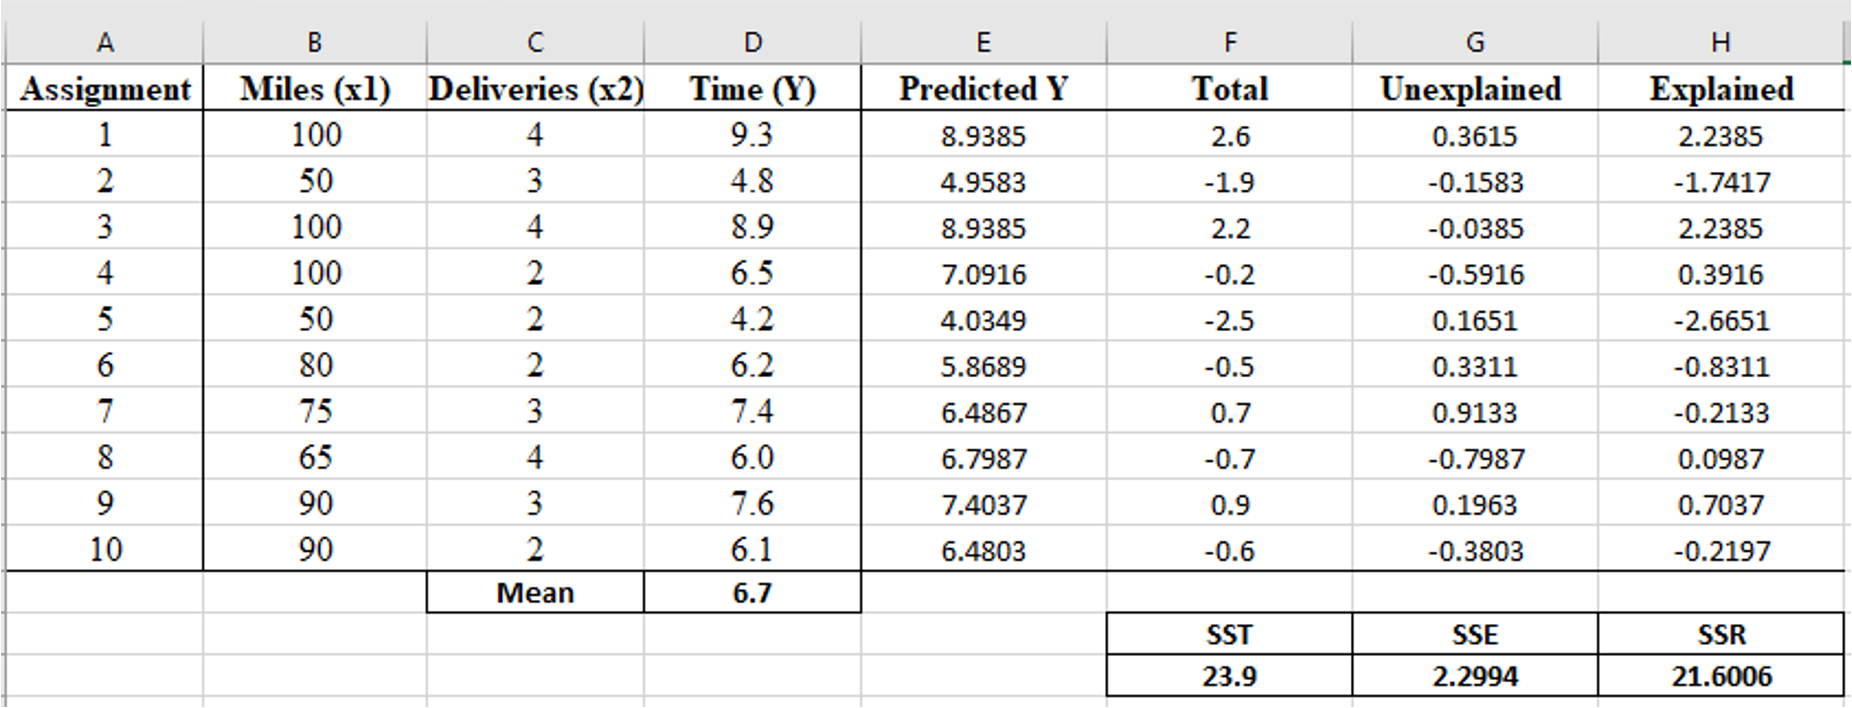 A B C D E F G H
Assignment Miles (x1) Deliveries (x2) Time (Y) Predicted Y Total Unexplained Explained
1 100 4 9.3 8.9385 2.6 0.3615 2.2385
2 50 3 4.8 4.9583 -1.9 -0.1583 -1.7417
3 100 4 8.9 8.9385 2.2 -0.0385 2.2385
4 100 2 6.5 7.0916 -0.2 -0.5916 0.3916
5 50 2 4.2 4.0349 -2.5 0.1651 -2.6651
6 80 2 6.2 5.8689 -0.5 0.3311 -0.8311
7 75 3 7.4 6.4867 0.7 0.9133 -0.2133
8 65 4 6.0 6.7987 -0.7 -0.7987 0.0987
9 90 3 7.6 7.4037 0.9 0.1963 0.7037
10 90 2 6.1 6.4803 -0.6 -0.3803 -0.2197
Mean 6.7
SST SSE SSR
23.9 2.2994 21.6006